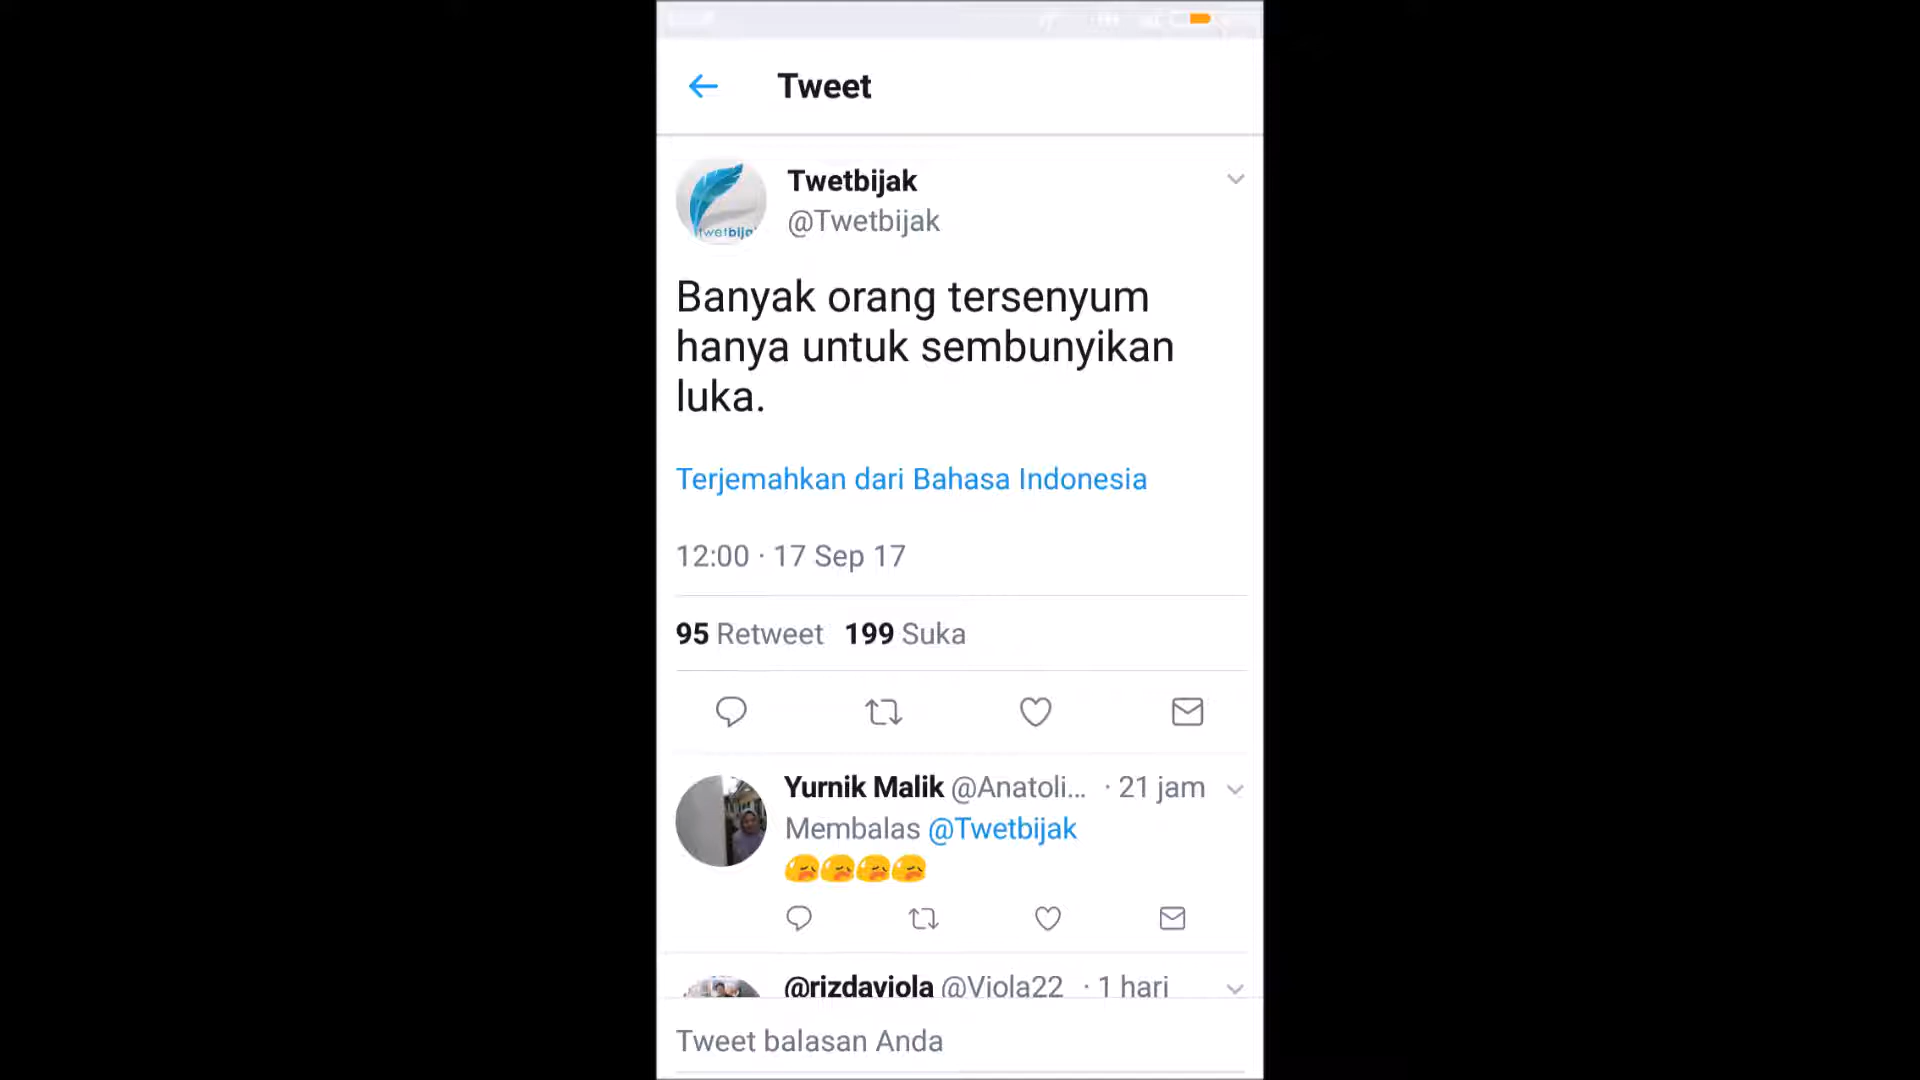 Tweet
Twetbijak
@Twetbijak
twetbija
Banyak orang tersenyum
hanya untuk sembunyikan
luka.
Terjemahkan dari Bahasa Indonesia
12:00 · 17 Sep 17
95 Retweet 199 Suka
Yurnik Malik @Anatoli... · 21 jam
Membalas @Twetbijak
@rizdaviola @Viola22 · 1 hari
Tweet balasan Anda